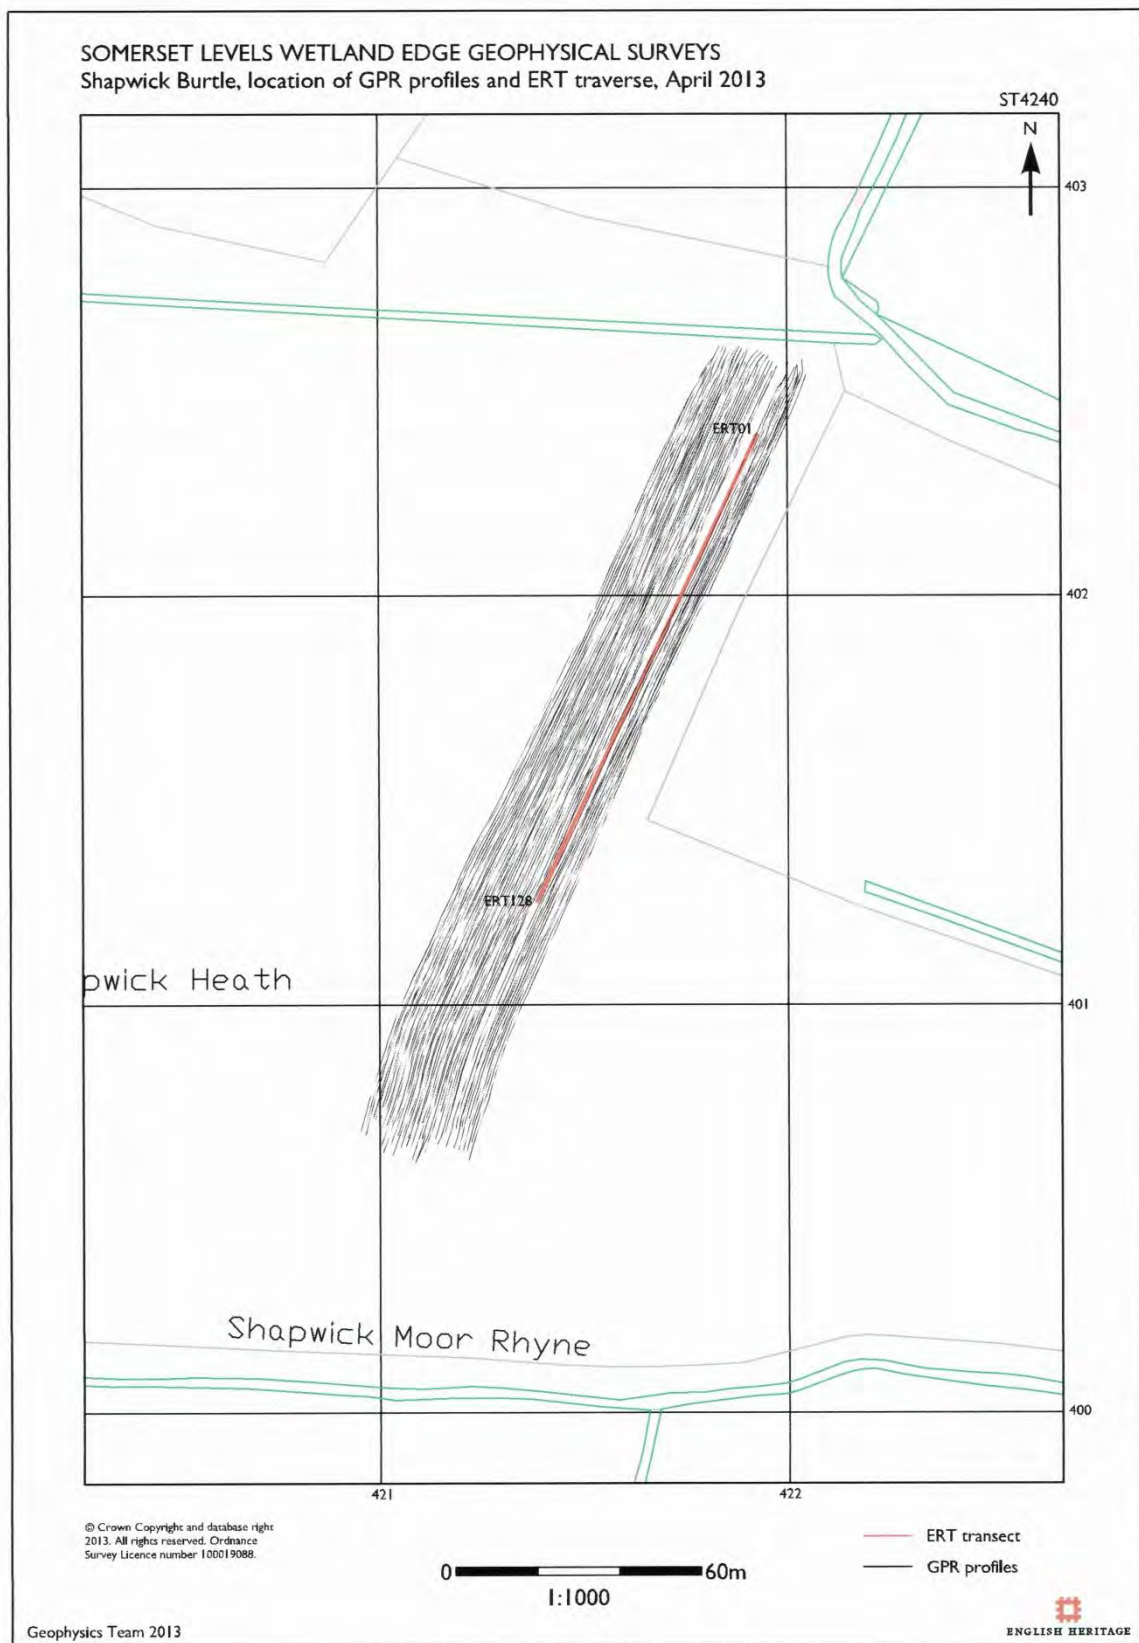 SOMERSET LEVELS WETLAND EDGE GEOPHYSICAL SURVEYS
Shapwick Burtle, location of GPR profiles and ERT traverse, April 2013
ST4240
N
403
ERT01
402
ERT128
pwick Heath
401
Shapwick Moor Rhyne
400
421
422
© Crown Copyright and database right
2013. All rights reserved. Ordnance
Survey Licence number 100019088.
ERT transect
GPR profiles
0
60m
1:1000
Geophysics Team 2013
ENGLISH HERITAGE